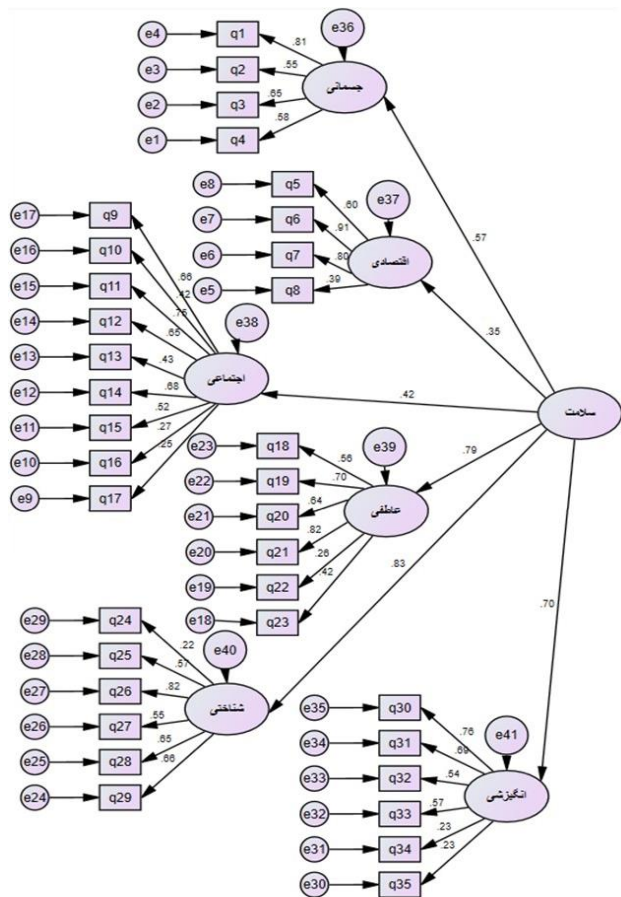 e36
e4 q1 .81
e3 q2 .55 جسمانی
e2 q3 .65
e1 q4 .58
e8 q5
e37
.60 .57
e7 q6
.91
e17 q9
e6 q7 .80 اقتصادی
e16 q10
e5 q8 .39
e15 q11 .66
.42
.75
e14 q12 e38 .35
.65
e13 q13 .43
e12 q14 .68 اجتماعی .42
e11 q15 .52 سلامت
.27
e10 q16 e23 q18 e39
.25 .79
e9 q17 .56
e22 q19 .70
e21 q20 .64 عاطفی
e20 q21 .82
.26 .83
e19 q22
.42 .70
e29 q24 e18 q23
e28 q25 .22 e40
.57
e27 q26 .82 شناختی
e35 q30
e26 q27 .55
e41
e25 q28 .65 e34 q31 .76
.66 .69
e24 q29 e33 q32 .54
انگیزشی
e32 q33 .57
.23
e31 q34
.23
e30 q35